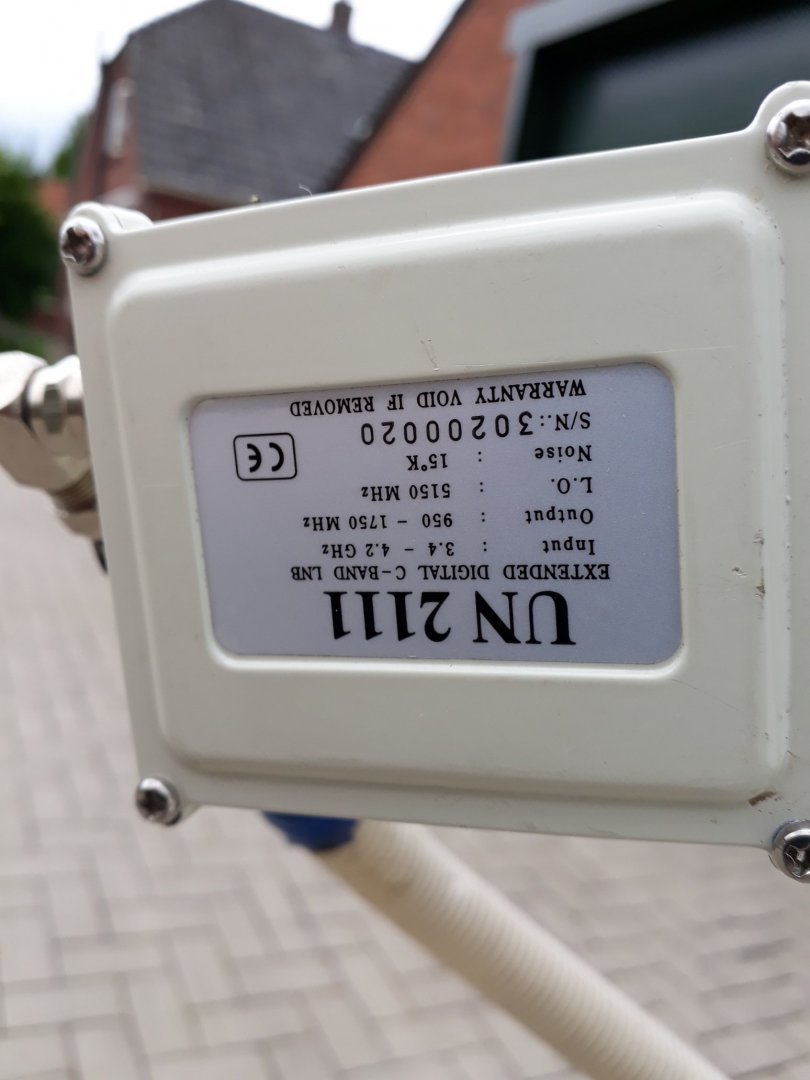 UN 2111
EXTENDED DIGITAL C-BAND LNB
Input : 3.4 - 4.2 GHz
Output : 950 - 1750 MHz
L.O. : 5150 MHz
Noise : 15°K
CE
S/N.:30200020
WARRANTY VOID IF REMOVED